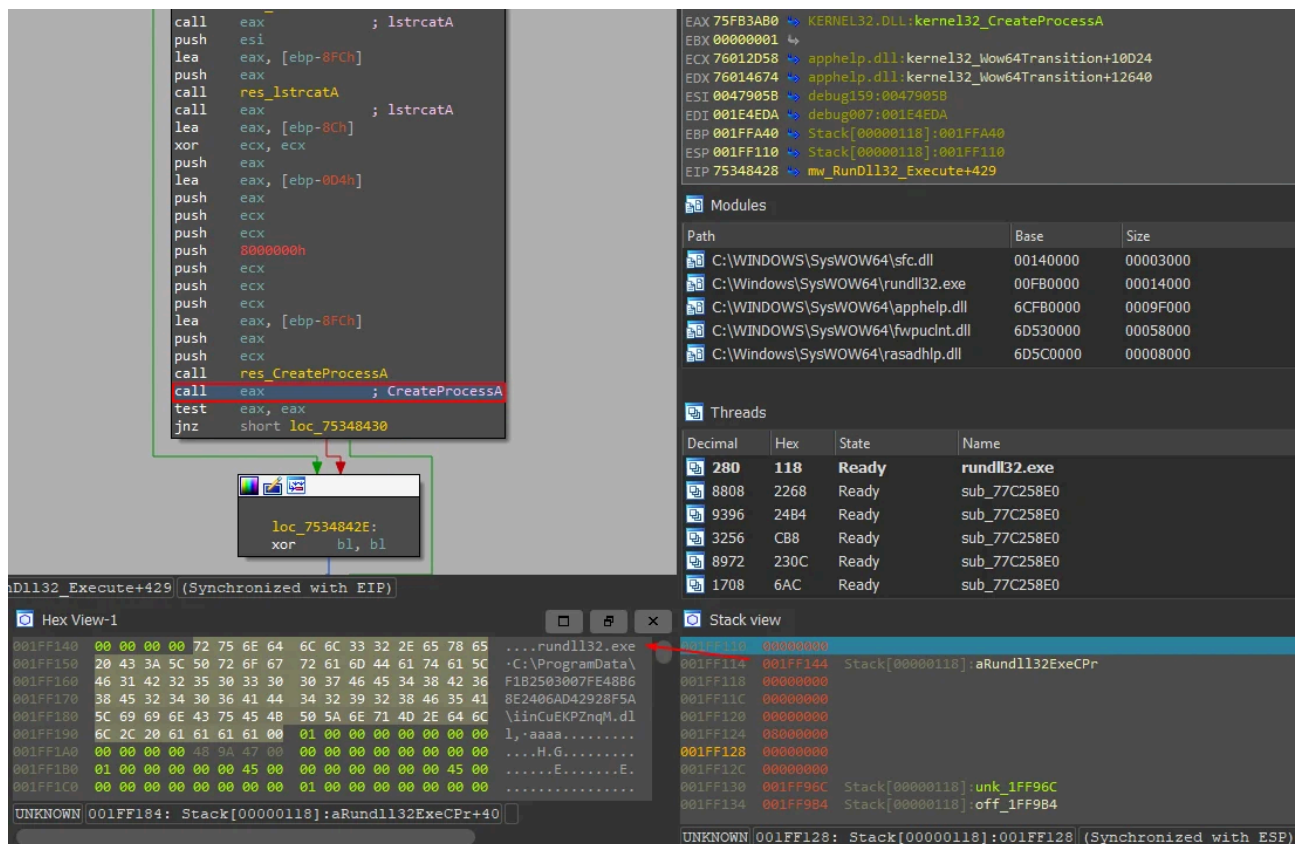 call eax ; lstrcatA
push esi
lea eax, [ebp-8FCh]
push eax
call res_lstrcatA
call eax ; lstrcatA
lea eax, [ebp-8Ch]
xor ecx, ecx
push eax
lea eax, [ebp-0D4h]
push eax
push ecx
push ecx
push 8000000h
push ecx
push ecx
push ecx
lea eax, [ebp-8FCh]
push eax
push ecx
call res_CreateProcessA
call eax ; CreateProcessA
test eax, eax
jnz short loc_75348430
loc_7534842E:
xor bl, bl
nDll32_Execute+429 (Synchronized with EIP)
EAX 75FB3AB0 KERNEL32.DLL:kernel32_CreateProcessA
EBX 00000001
ECX 76012D58 apphelp.dll:kernel32_Wow64Transition+10D24
EDX 76014674 apphelp.dll:kernel32_Wow64Transition+12640
ESI 0047905B debug159:0047905B
EDI 001E4EDA debug007:001E4EDA
EBP 001FFA40 Stack[00000118]:001FFA40
ESP 001FF110 Stack[00000118]:001FF110
EIP 75348428 mw_RunDll32_Execute+429
Modules
Path Base Size
C:\WINDOWS\SysWOW64\sfc.dll 00140000 00003000
C:\Windows\SysWOW64\rundll32.exe 00FB0000 00014000
C:\WINDOWS\SysWOW64\apphelp.dll 6CFB0000 0009F000
C:\Windows\SysWOW64\fwpuclnt.dll 6D530000 00058000
C:\Windows\SysWOW64\rasadhlp.dll 6D5C0000 00008000
Threads
Decimal Hex State Name
280 118 Ready rundll32.exe
8808 2268 Ready sub_77C258E0
9396 24B4 Ready sub_77C258E0
3256 CB8 Ready sub_77C258E0
8972 230C Ready sub_77C258E0
1708 6AC Ready sub_77C258E0
Hex View-1
001FF140 00 00 00 00 72 75 6E 64 6C 6C 33 32 2E 65 78 65 ....rundll32.exe
001FF150 20 43 3A 5C 50 72 6F 67 72 61 6D 44 61 74 61 5C ·C:\ProgramData\
001FF160 46 31 42 32 35 30 33 30 30 37 46 45 34 38 42 36 F1B2503007FE48B6
001FF170 38 45 32 34 30 36 41 44 34 32 39 32 38 46 35 41 8E2406AD42928F5A
001FF180 5C 69 69 6E 43 75 45 4B 50 5A 6E 71 4D 2E 64 6C \iinCuEKPZnqM.dl
001FF190 6C 2C 20 61 61 61 61 00 01 00 00 00 00 00 00 00 l,·aaaa.........
001FF1A0 00 00 00 00 48 9A 47 00 00 00 00 00 00 00 00 00 ....H.G.........
001FF1B0 01 00 00 00 00 00 45 00 00 00 00 00 00 00 45 00 ......E.......E.
001FF1C0 00 00 00 00 00 00 00 00 01 00 00 00 00 00 00 00 ................
UNKNOWN 001FF184: Stack[00000118]:aRundll32ExeCPr+40
Stack view
001FF110 00000000
001FF114 001FF144 Stack[00000118]:aRundll32ExeCPr
001FF118 00000000
001FF11C 00000000
001FF120 00000000
001FF124 08000000
001FF128 00000000
001FF12C 00000000
001FF130 001FF96C Stack[00000118]:unk_1FF96C
001FF134 001FF9B4 Stack[00000118]:off_1FF9B4
UNKNOWN 001FF128: Stack[00000118]:001FF128 (Synchronized with ESP)